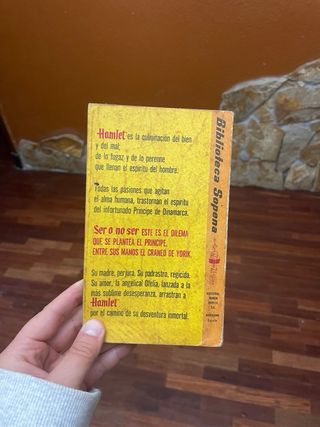 Hamlet es la culminación del bien
y del mal;
de lo fugaz y de lo perenne
que llenan el espíritu del hombre.
Todas las pasiones que agitan
el alma humana, trastornan el espíritu
del infortunado Príncipe de Dinamarca.
Ser o no ser ESTE ES EL DILEMA
QUE SE PLANTEA EL PRINCIPE,
ENTRE SUS MANOS EL CRANEO DE YORIK.
Su madre, perjura. Su padrastro, regicida.
Su amor, la angelical Ofelia, lanzada a la
más sublime desesperanza, arrastran a
Hamlet
por el camino de su desventura inmortal.
Biblioteca Sopena